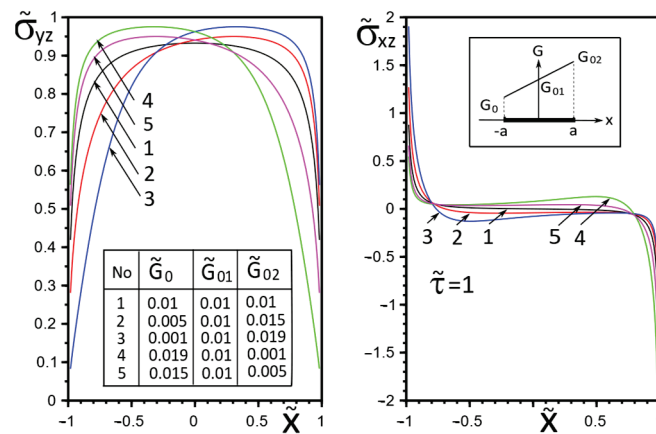 σ̃yz
1
0.9
0.8
0.7
0.6
0.5
0.4
0.3
0.2
0.1
0
4
5
1
2
3
No G̃0 G̃01 G̃02
1 0.01 0.01 0.01
2 0.005 0.01 0.015
3 0.001 0.01 0.019
4 0.019 0.01 0.001
5 0.015 0.01 0.005
-1 -0.5 0 0.5 1
x̃
σ̃xz
2
1.5
1
0.5
0
−0.5
−1
−1.5
−2
G
G02
G0
G01
x
-a a
3 2 1 5 4
τ̃=1
-1 -0.5 0 0.5
x̃